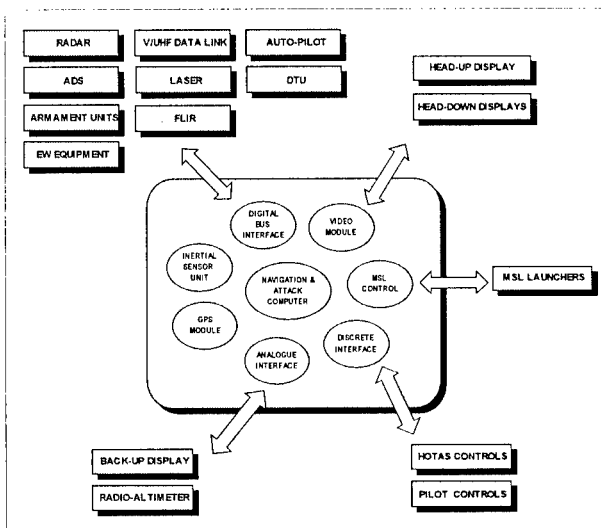 RADAR
V/UHF DATA LINK
AUTO-PILOT
ADS
LASER
DTU
ARMAMENT UNITS
FLIR
EW EQUIPMENT
HEAD-UP DISPLAY
HEAD-DOWN DISPLAYS
DIGITAL
BUS
INTERFACE
VIDEO
MODULE
INERTIAL
SENSOR
UNIT
NAVIGATION &
ATTACK
COMPUTER
MSL
CONTROL
MSL LAUNCHERS
GPS
MODULE
ANALOGUE
INTERFACE
DISCRETE
INTERFACE
BACK-UP DISPLAY
RADIO-ALTIMETER
HOTAS CONTROLS
PILOT CONTROLS